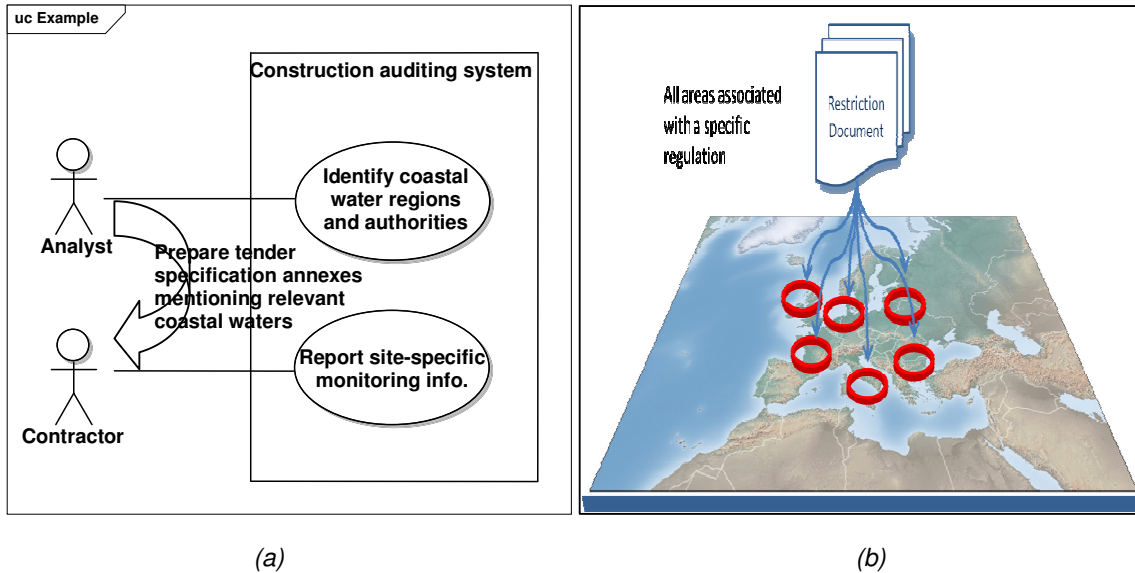 uc Example
Construction auditing system
Identify coastal
water regions
and authorities
Analyst
Prepare tender
specification annexes
mentioning relevant
coastal waters
Report site-specific
monitoring info.
Contractor
(a)
All areas associated
with a specific
regulation
Restriction
Document
(b)